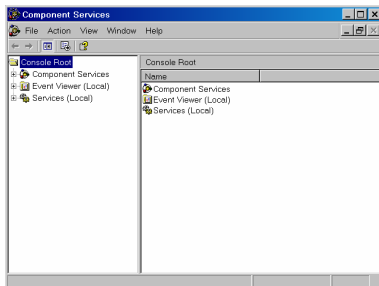 Component Services
File Action View Window Help
Console Root
Component Services
Event Viewer (Local)
Services (Local)
Console Root
Name
Component Services
Event Viewer (Local)
Services (Local)